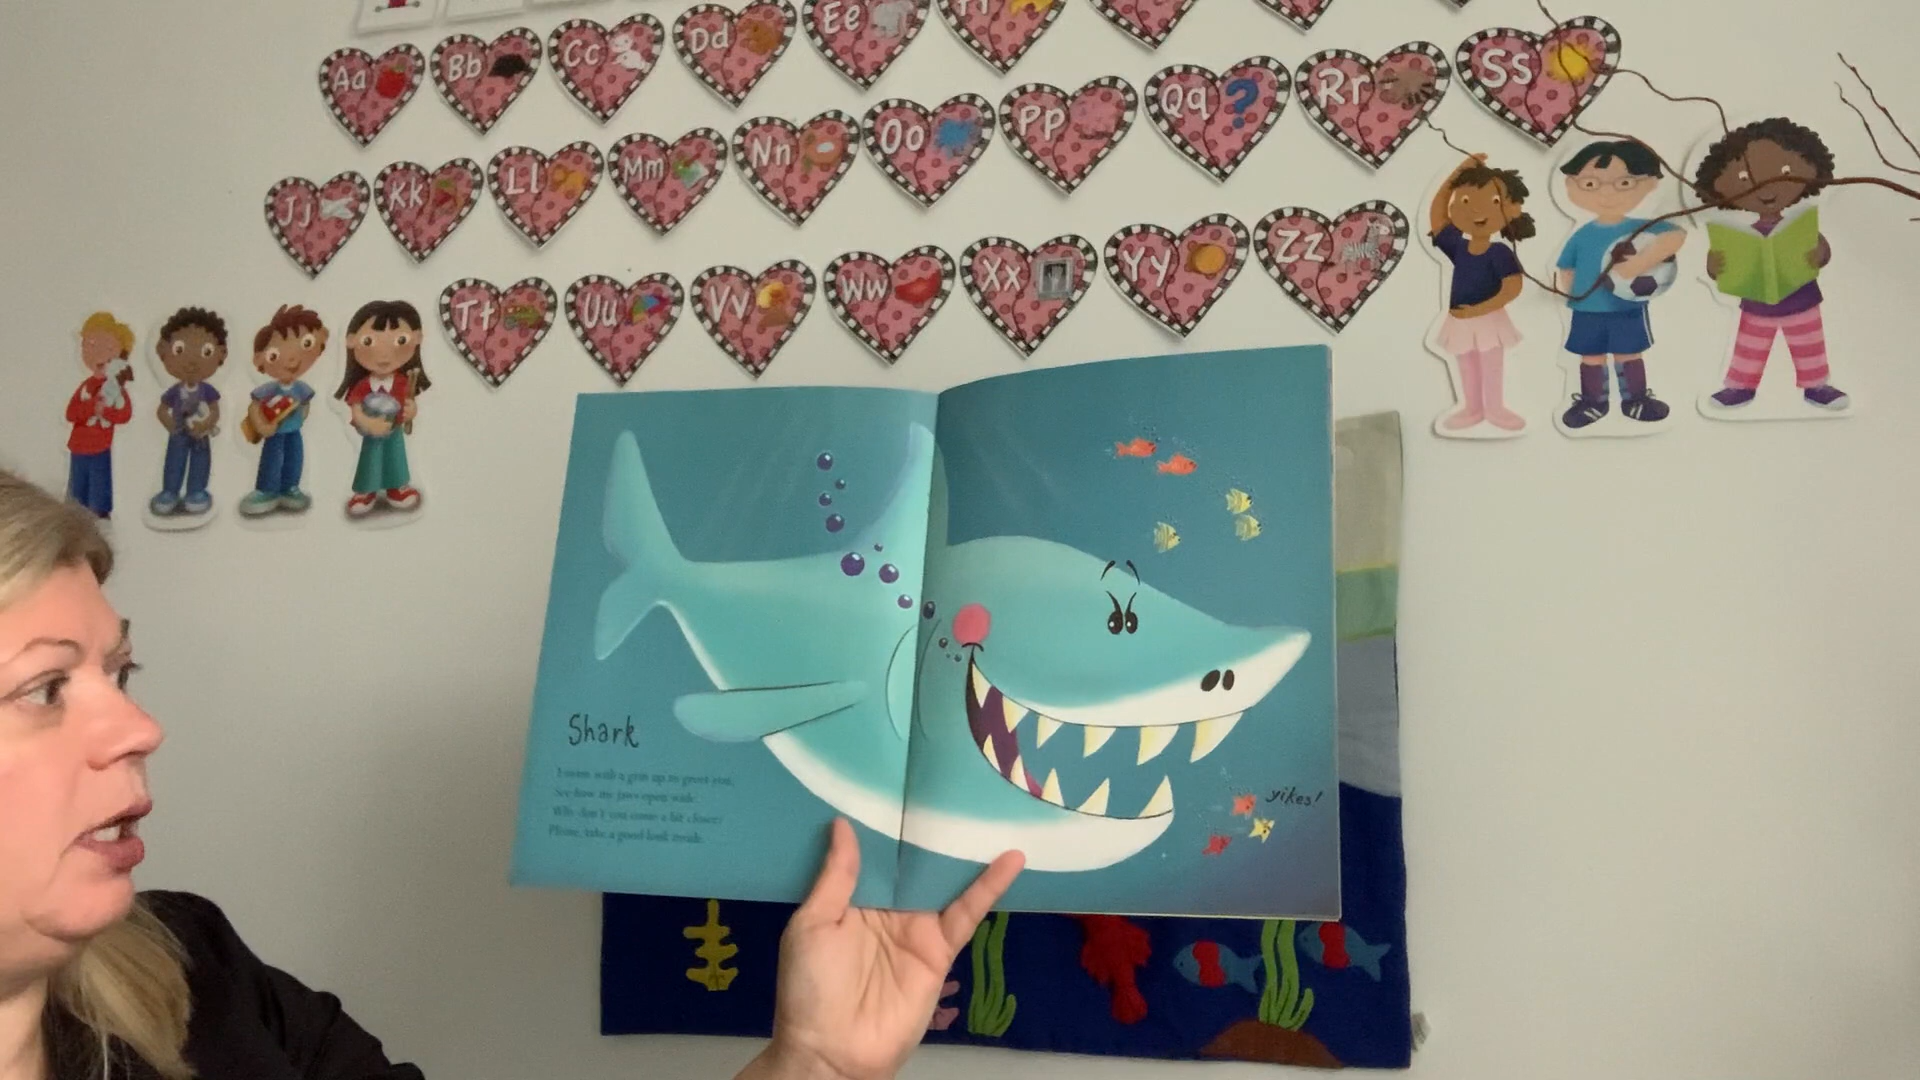 Aa Bb Cc Dd Ee
Jj Kk Ll Mm Nn Oo Pp Qq Rr Ss
Tt Uu Vv Ww Xx Yy Zz
Shark
I swim with a grin up to greet you,
See how my jaws open wide.
Why don't you come a bit closer?
Please, take a good look inside.
yikes!